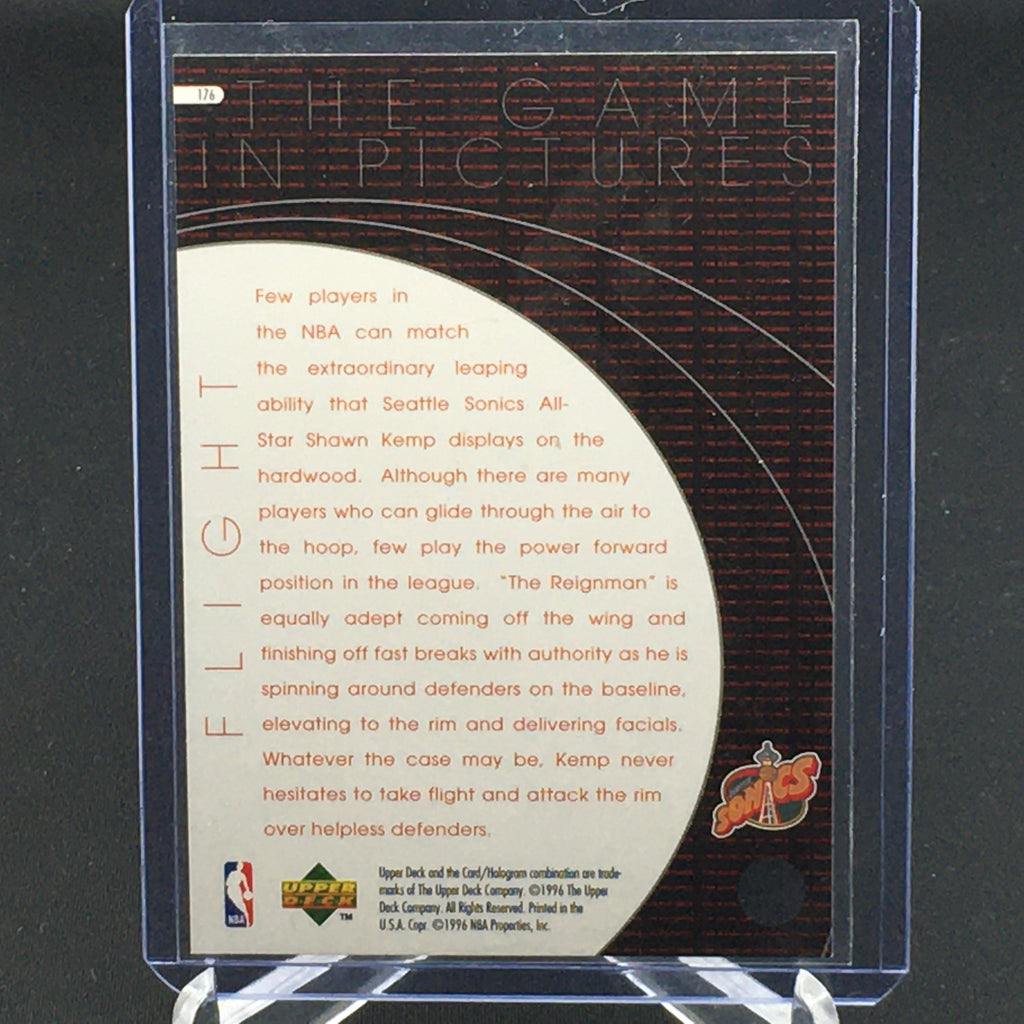 176
THE GAME
IN PICTURES
FLIGHT
Few players in
the NBA can match
the extraordinary leaping
ability that Seattle Sonics All-
Star Shawn Kemp displays on the
hardwood. Although there are many
players who can glide through the air to
the hoop, few play the power forward
position in the league. "The Reignman" is
equally adept coming off the wing and
finishing off fast breaks with authority as he is
spinning around defenders on the baseline,
elevating to the rim and delivering facials.
Whatever the case may be, Kemp never
hesitates to take flight and attack the rim
over helpless defenders.
SONICS
NBA
UPPER
DECK
TM
Upper Deck and the Card/Hologram combination are trade-
marks of The Upper Deck Company. ©1996 The Upper
Deck Company. All Rights Reserved. Printed in the
U.S.A. Copr. ©1996 NBA Properties, Inc.